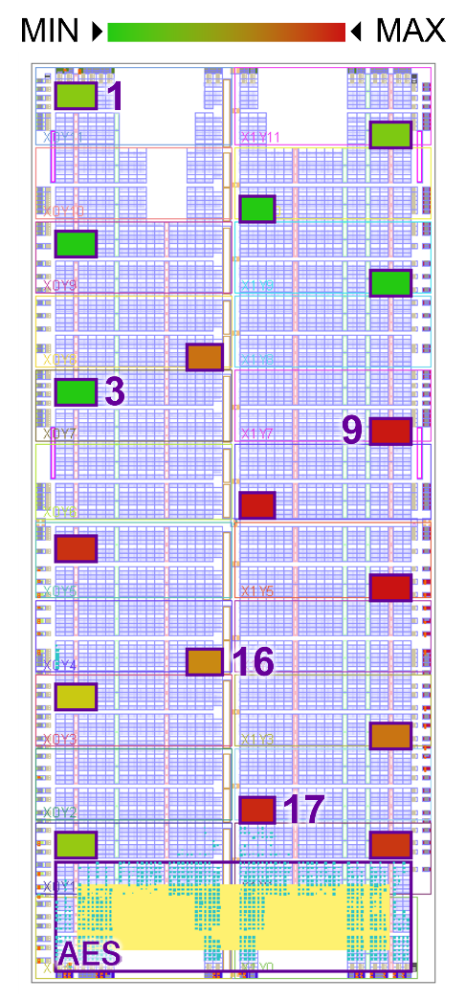 MIN MAX
1
X0Y11 X1Y11
X0Y10
X0Y9 X1Y9
X1Y8
3
9
X0Y7 X1Y7
X0Y5 X1Y5
16
X0Y4
X0Y3 X1Y3
X0Y2
17
X0Y1
AES